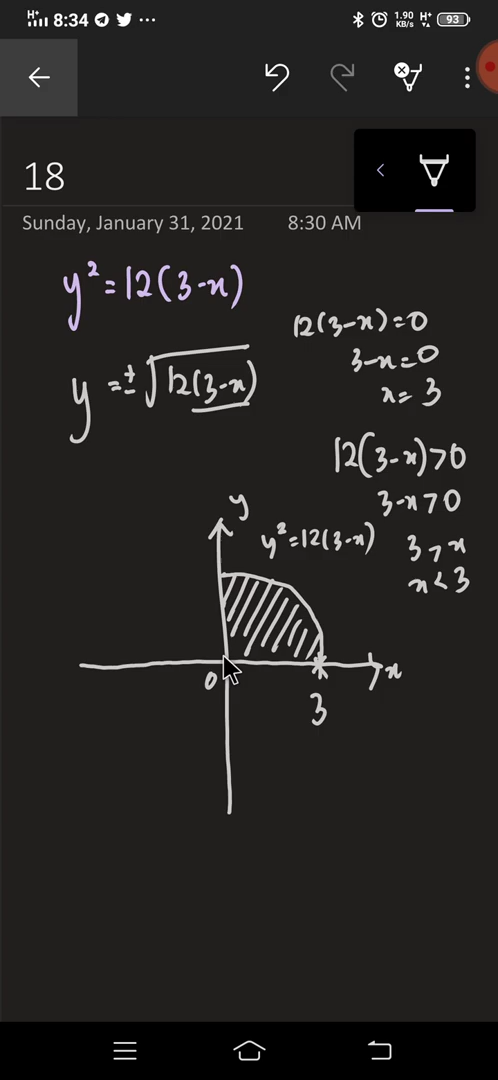 8:34 1.90 KB/s H+ 93
18
Sunday, January 31, 2021 8:30 AM
y² = 12(3-x)
y = ±√12(3-x)
12(3-x)=0
3-x=0
x= 3
12(3-x)>0
3-x>0
3>x
x<3
y
y²=12(3-x)
0
3
x